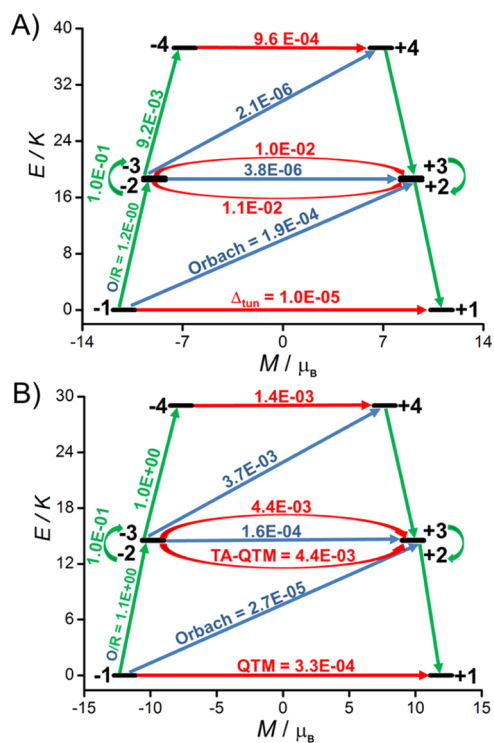 A)
E / K
40
30
20
10
0
-4
9.6 E-04
+4
9.2E-03
2.1E-06
1.0E-01
-3
-2
1.0E-02
3.8E-06
1.1E-02
+3
+2
O/R = 1.2E-00
Orbach = 1.9E-04
-1
Δtun = 1.0E-05
+1
-14
-7
0
7
14
M / μB
B)
E / K
30
24
18
12
6
0
-4
1.4E-03
+4
1.0E+00
3.7E-03
1.0E-01
-3
-2
4.4E-03
1.6E-04
TA-QTM = 4.4E-03
+3
+2
O/R = 1.1E+00
Orbach = 2.7E-05
-1
QTM = 3.3E-04
+1
-15
-10
-5
0
5
10
15
M / μB